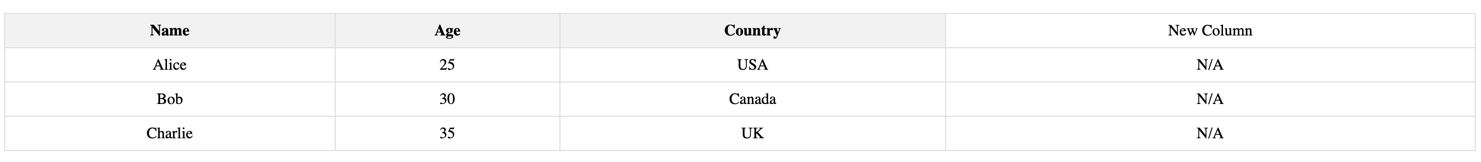 Name Age Country New Column
Alice 25 USA N/A
Bob 30 Canada N/A
Charlie 35 UK N/A